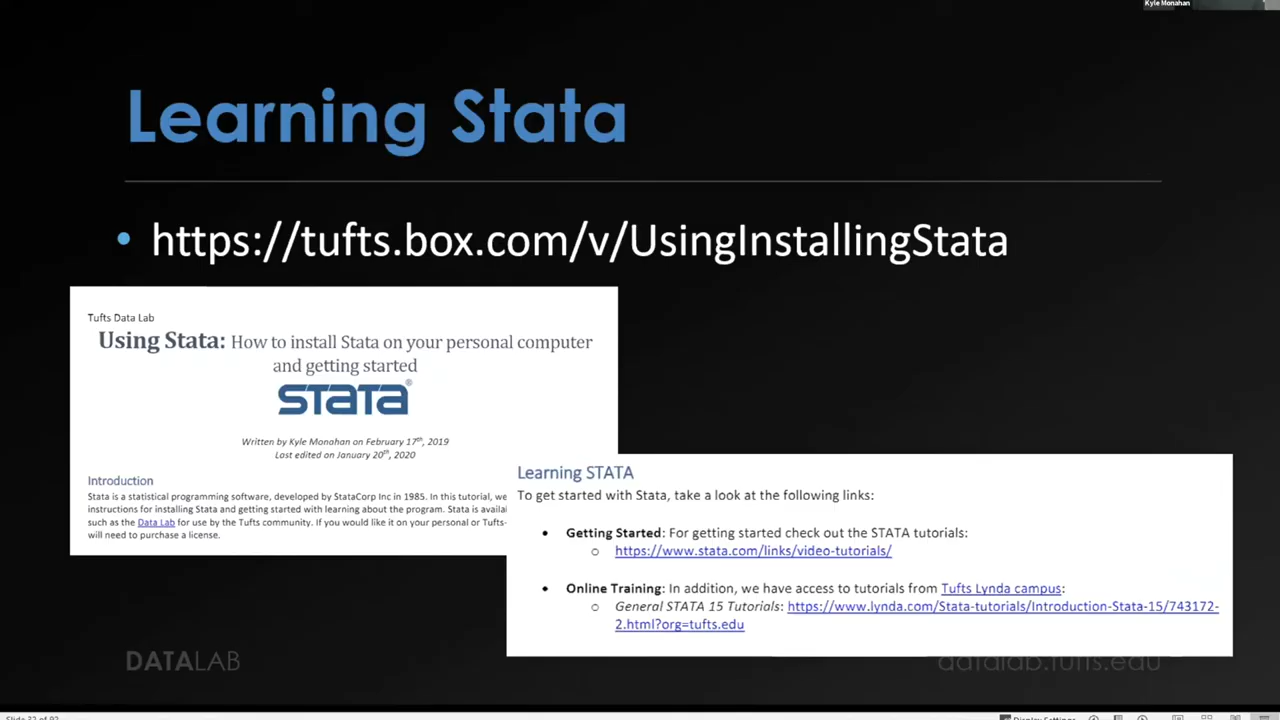 Kyle Monahan
Learning Stata
• https://tufts.box.com/v/UsingInstallingStata
Tufts Data Lab
Using Stata: How to install Stata on your personal computer
and getting started
STATA®
Written by Kyle Monahan on February 17th, 2019
Last edited on January 20th, 2020
Introduction
Stata is a statistical programming software, developed by StataCorp Inc in 1985. In this tutorial, we
instructions for installing Stata and getting started with learning about the program. Stata is
such as the Data Lab for use by the Tufts community. If you would like it on your personal or Tufts-
will need to purchase a license.
Learning STATA
To get started with Stata, take a look at the following links:
• Getting Started: For getting started check out the STATA tutorials:
o https://www.stata.com/links/video-tutorials/
• Online Training: In addition, we have access to tutorials from Tufts Lynda campus:
o General STATA 15 Tutorials: https://www.lynda.com/Stata-tutorials/Introduction-Stata-15/743172-
2.html?org=tufts.edu
DATALAB
datalab.tufts.edu
Slide 32 of 92
Display Settings